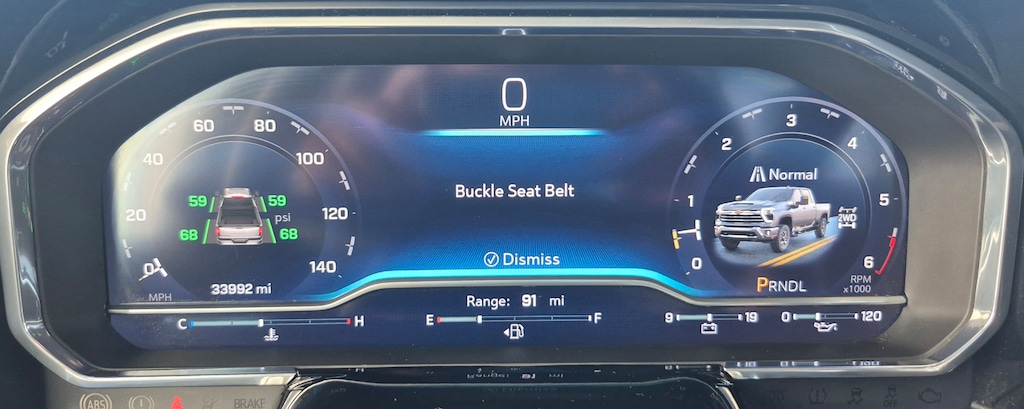 0
MPH
60 80
40 100
20 120
0 140
59 59
psi
68 68
MPH
33992 mi
Buckle Seat Belt
Dismiss
3
2 4
1 5
0 6
Normal
2WD
PRNDL
RPM
x1000
Range: 91 mi
C H
E F
9 19
0 120
ABS
BRAKE
OFF